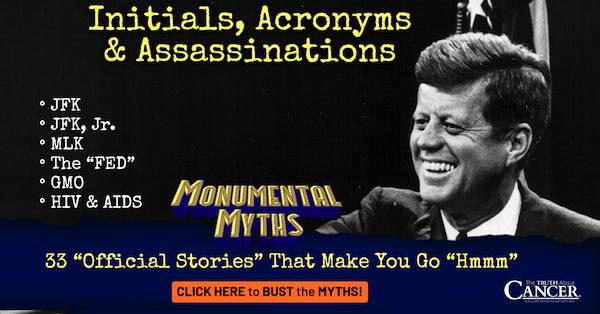 Initials, Acronyms
& Assassinations
° JFK
° JFK, Jr.
° MLK
° The “FED”
° GMO
° HIV & AIDS
MONUMENTAL
MYTHS
33 “Official Stories” That Make You Go “Hmmm”
CLICK HERE to BUST the MYTHS!
The TRUTH About
CANCER